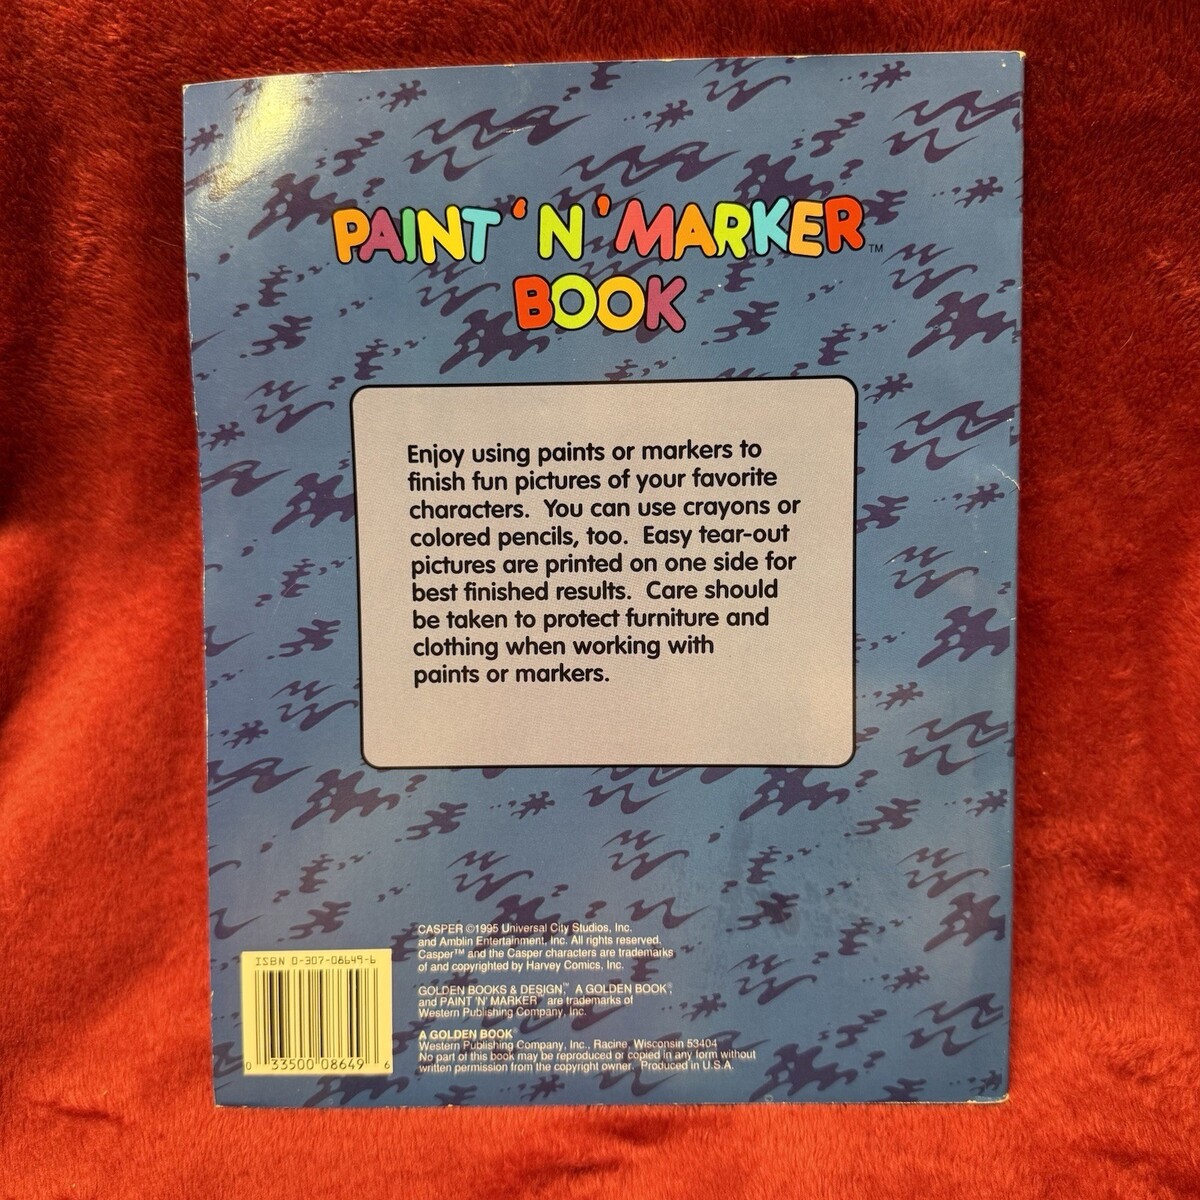 PAINT 'N' MARKER™
BOOK
Enjoy using paints or markers to
finish fun pictures of your favorite
characters. You can use crayons or
colored pencils, too. Easy tear-out
pictures are printed on one side for
best finished results. Care should
be taken to protect furniture and
clothing when working with
paints or markers.
CASPER ©1995 Universal City Studios, Inc.
and Amblin Entertainment, Inc. All rights reserved.
Casper™ and the Casper characters are trademarks
of and copyrighted by Harvey Comics, Inc.
GOLDEN BOOKS & DESIGN,™ A GOLDEN BOOK®,
and PAINT 'N' MARKER™ are trademarks of
Western Publishing Company, Inc.
A GOLDEN BOOK
Western Publishing Company, Inc., Racine, Wisconsin 53404
No part of this book may be reproduced or copied in any form without
written permission from the copyright owner. Produced in U.S.A.
ISBN 0-307-08649-6
0 33500 08649 6